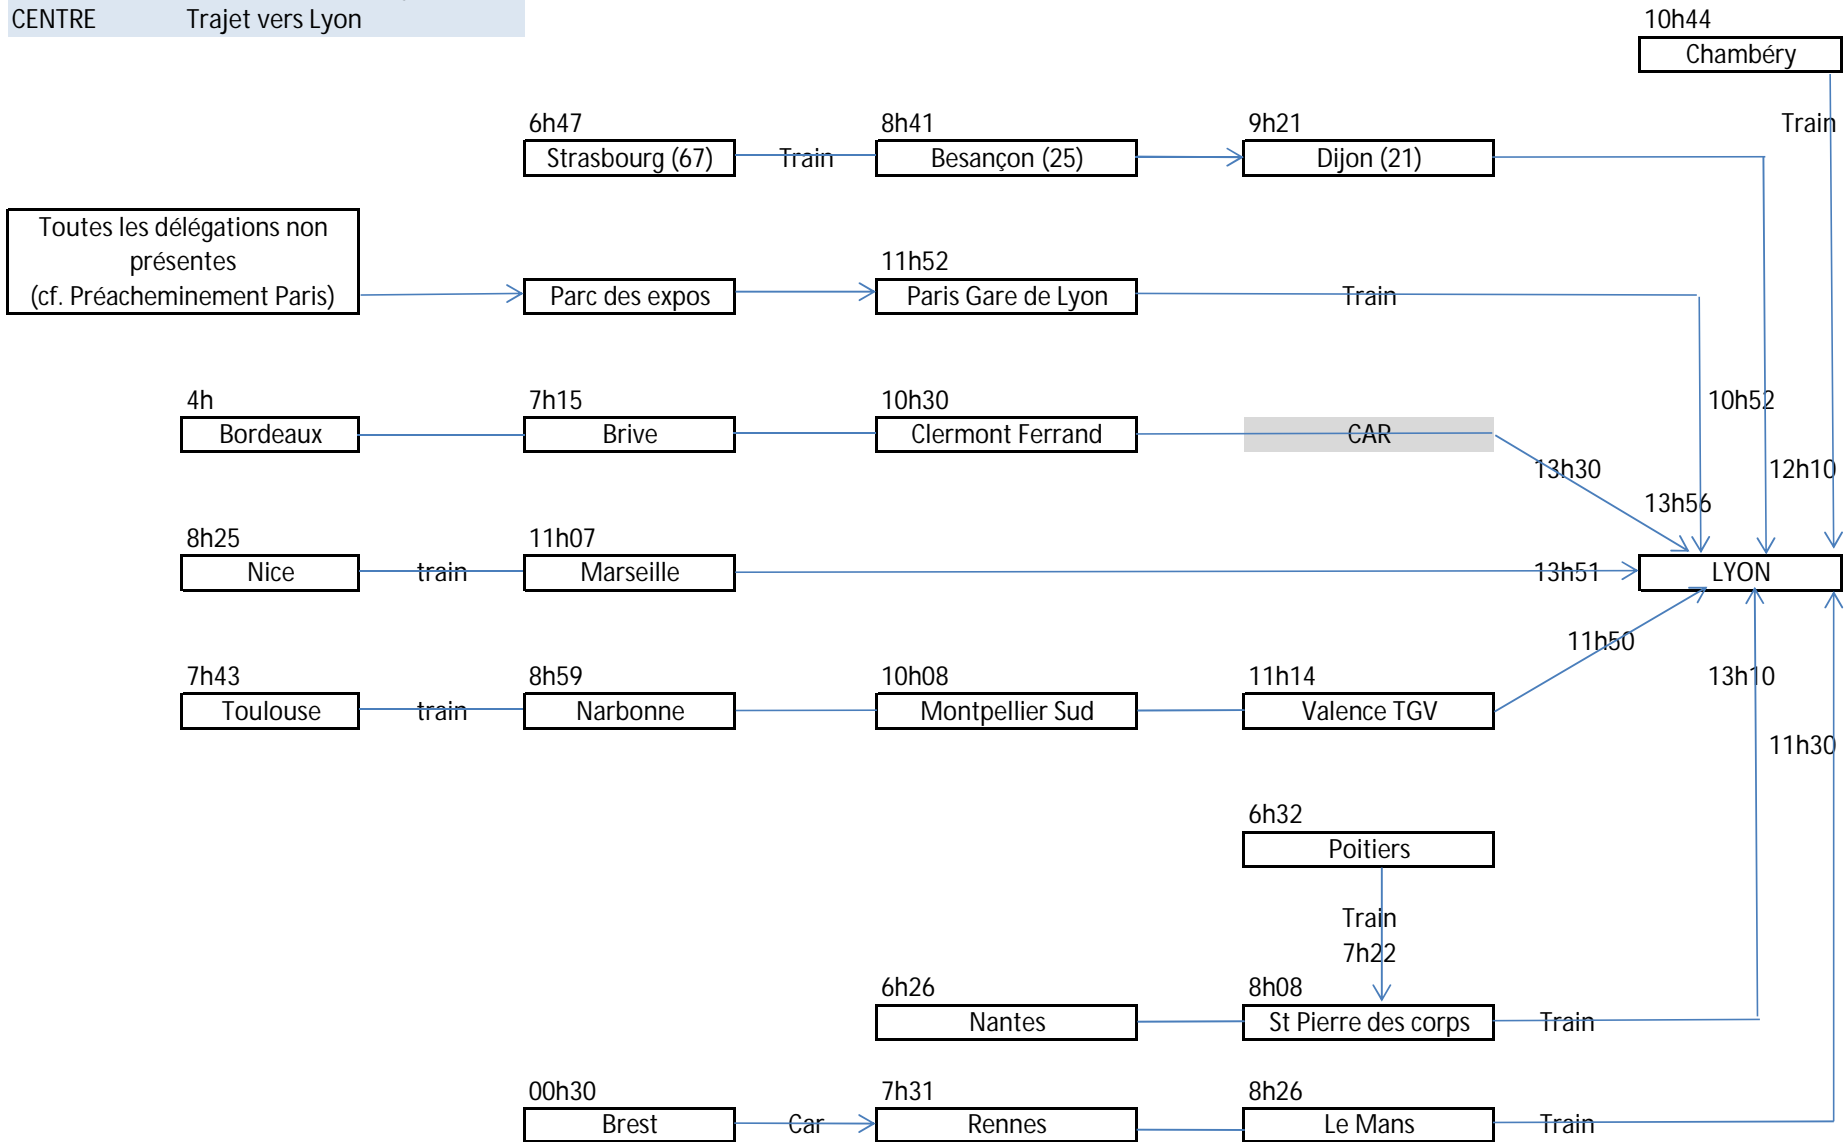 CENTRE Trajet vers Lyon
10h44
Chambéry
6h47 8h41 9h21 Train
Strasbourg (67) Train Besançon (25) Dijon (21)
Toutes les délégations non
présentes
(cf. Préacheminement Paris)
11h52
Parc des expos Paris Gare de Lyon Train
4h 7h15 10h30 10h52
Bordeaux Brive Clermont Ferrand CAR
13h30 12h10
13h56
8h25 11h07
Nice train Marseille 13h51 LYON
11h50
7h43 8h59 10h08 11h14 13h10
Toulouse train Narbonne Montpellier Sud Valence TGV
11h30
6h32
Poitiers
Train
7h22
6h26 8h08
Nantes St Pierre des corps Train
00h30 7h31 8h26
Brest Car Rennes Le Mans Train